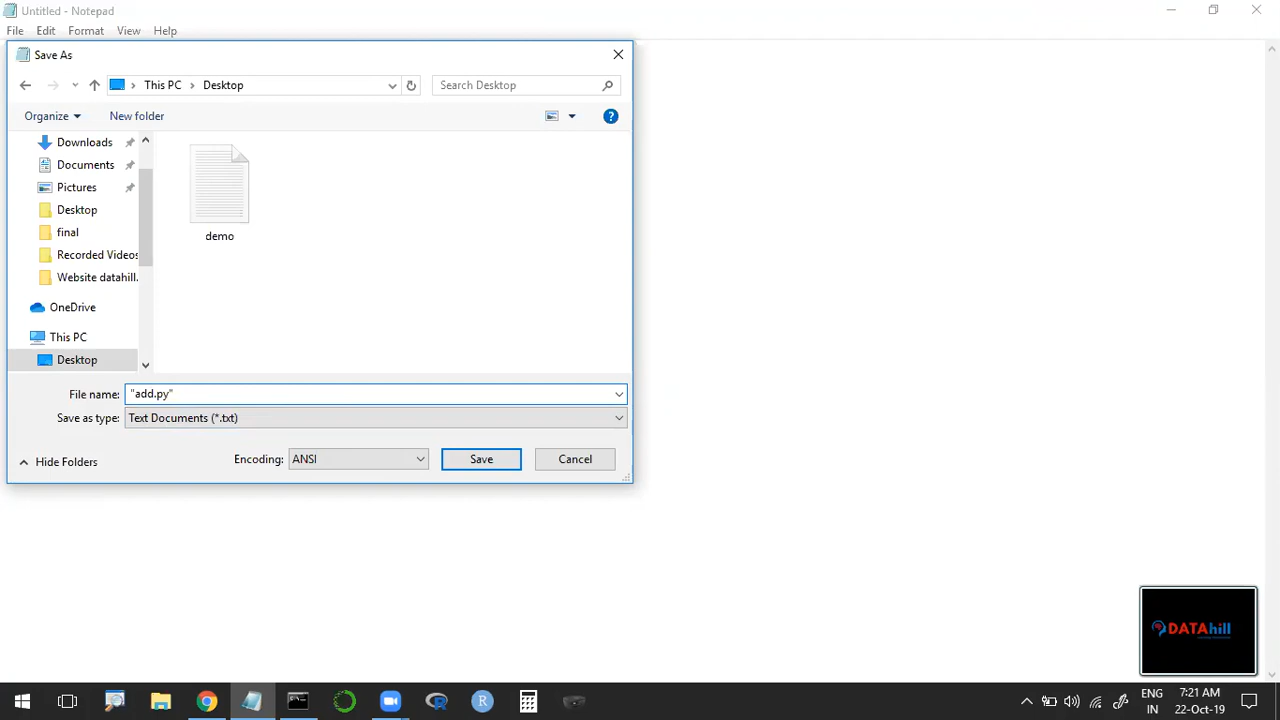 Untitled - Notepad
File Edit Format View Help
Save As
This PC Desktop
Search Desktop
Organize New folder
Downloads
Documents
Pictures
Desktop
final
Recorded Videos
Website datahill.
OneDrive
This PC
Desktop
demo
File name: "add.py"
Save as type: Text Documents (*.txt)
Hide Folders
Encoding: ANSI
Save
Cancel
DATAhill
ENG
IN
7:21 AM
22-Oct-19